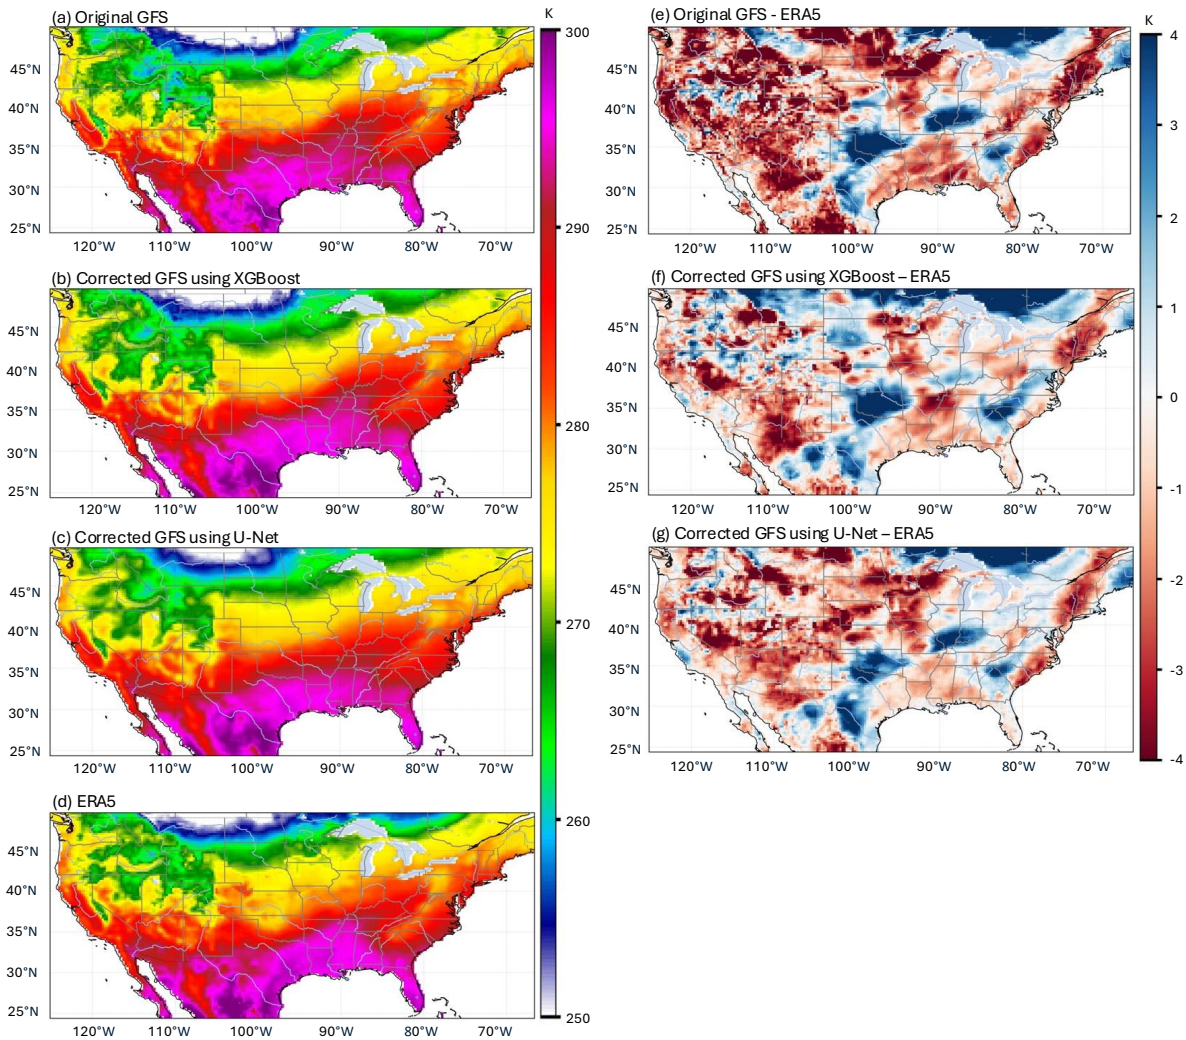 (a) Original GFS
45°N
40°N
35°N
30°N
25°N
120°W 110°W 100°W 90°W 80°W 70°W
(b) Corrected GFS using XGBoost
45°N
40°N
35°N
30°N
25°N
120°W 110°W 100°W 90°W 80°W 70°W
(c) Corrected GFS using U-Net
45°N
40°N
35°N
30°N
25°N
120°W 110°W 100°W 90°W 80°W 70°W
(d) ERA5
45°N
40°N
35°N
30°N
25°N
120°W 110°W 100°W 90°W 80°W 70°W
K
300
290
280
270
260
250
(e) Original GFS - ERA5
45°N
40°N
35°N
30°N
25°N
120°W 110°W 100°W 90°W 80°W 70°W
(f) Corrected GFS using XGBoost – ERA5
45°N
40°N
35°N
30°N
25°N
120°W 110°W 100°W 90°W 80°W 70°W
(g) Corrected GFS using U-Net – ERA5
45°N
40°N
35°N
30°N
25°N
120°W 110°W 100°W 90°W 80°W 70°W
K
4
3
2
1
0
-1
-2
-3
-4